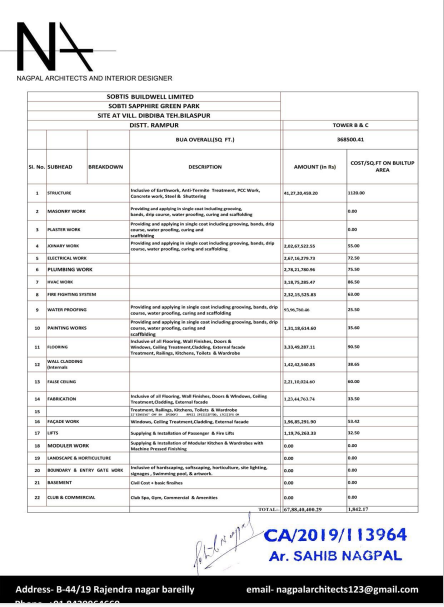 NA
NAGPAL ARCHITECTS AND INTERIOR DESIGNER
SOBTIS BUILDWELL LIMITED
SOBTI SAPPHIRE GREEN PARK
SITE AT VILL. DIBDIBA TEH.BILASPUR
DISTT. RAMPUR TOWER B & C
BUA OVERALL(SQ FT.) 368500.41
Sl. No. SUBHEAD BREAKDOWN DESCRIPTION AMOUNT (in Rs) COST/SQ.FT ON BUILTUP AREA
1 STRUCTURE Inclusive of Earthwork, Anti-Termite Treatment, PCC Work,
Concrete work, Steel & Shuttering 41,27,20,459.20 1120.00
2 MASONRY WORK Providing and applying in single coat including grooving,
bands, drip course, water proofing, curing and scaffolding 0.00
3 PLASTER WORK Providing and applying in single coat including grooving, bands, drip
course, water proofing, curing and
scaffolding 0.00
4 JOINARY WORK Providing and applying in single coat including grooving, bands, drip
course, water proofing, curing and scaffolding 2,02,67,522.55 55.00
5 ELECTRICAL WORK 2,67,16,279.73 72.50
6 PLUMBING WORK 2,78,21,780.96 75.50
7 HVAC WORK 3,18,75,285.47 86.50
8 FIRE FIGHTING SYSTEM 2,32,15,525.83 63.00
9 WATER PROOFING Providing and applying in single coat including grooving, bands, drip
course, water proofing, curing and scaffolding 93,96,760.46 25.50
10 PAINTING WORKS Providing and applying in single coat including grooving, bands, drip
course, water proofing, curing and
scaffolding 1,31,18,614.60 35.60
11 FLOORING Inclusive of all Flooring, Wall Finishes, Doors &
Windows, Ceiling Treatment,Cladding, External facade
Treatment, Railings, Kitchens, Toilets & Wardrobe 3,33,49,287.11 90.50
12 WALL CLADDING
(Internals 1,42,42,540.85 38.65
13 FALSE CEILING 2,21,10,024.60 60.00
14 FABRICATION Inclusive of all Flooring, Wall Finishes, Doors & Windows, Ceiling
Treatment,Cladding, External facade 1,23,44,763.74 33.50
15 Treatment, Railings, Kitchens, Toilets & Wardrobe
16 FAÇADE WORK Windows, Ceiling Treatment,Cladding, External facade 1,96,85,291.90 53.42
17 LIFTS Supplying & Installation of Passenger & Fire Lifts 1,19,76,263.33 32.50
18 MODULER WORK Supplying & Installation of Modular Kitchen & Wardrobes with
Machine Pressed Finishing 0.00 0.00
19 LANDSCAPE & HORTICULTURE 0.00 0.00
20 BOUNDARY & ENTRY GATE WORK Inclusive of hardscaping, softscaping, horticulture, site lighting,
signages , Swimming pool, & artwork. 0.00 0.00
21 BASEMENT Civil Cost + basic finsihes 0.00 0.00
22 CLUB & COMMERCIAL Club Spa, Gym, Commercial & Amenities 0.00 0.00
TOTAL:- 67,88,40,400.29 1,842.17
Sahib Nagpal
CA/2019/113964
Ar. SAHIB NAGPAL
Address- B-44/19 Rajendra nagar bareilly email- nagpalarchitects123@gmail.com